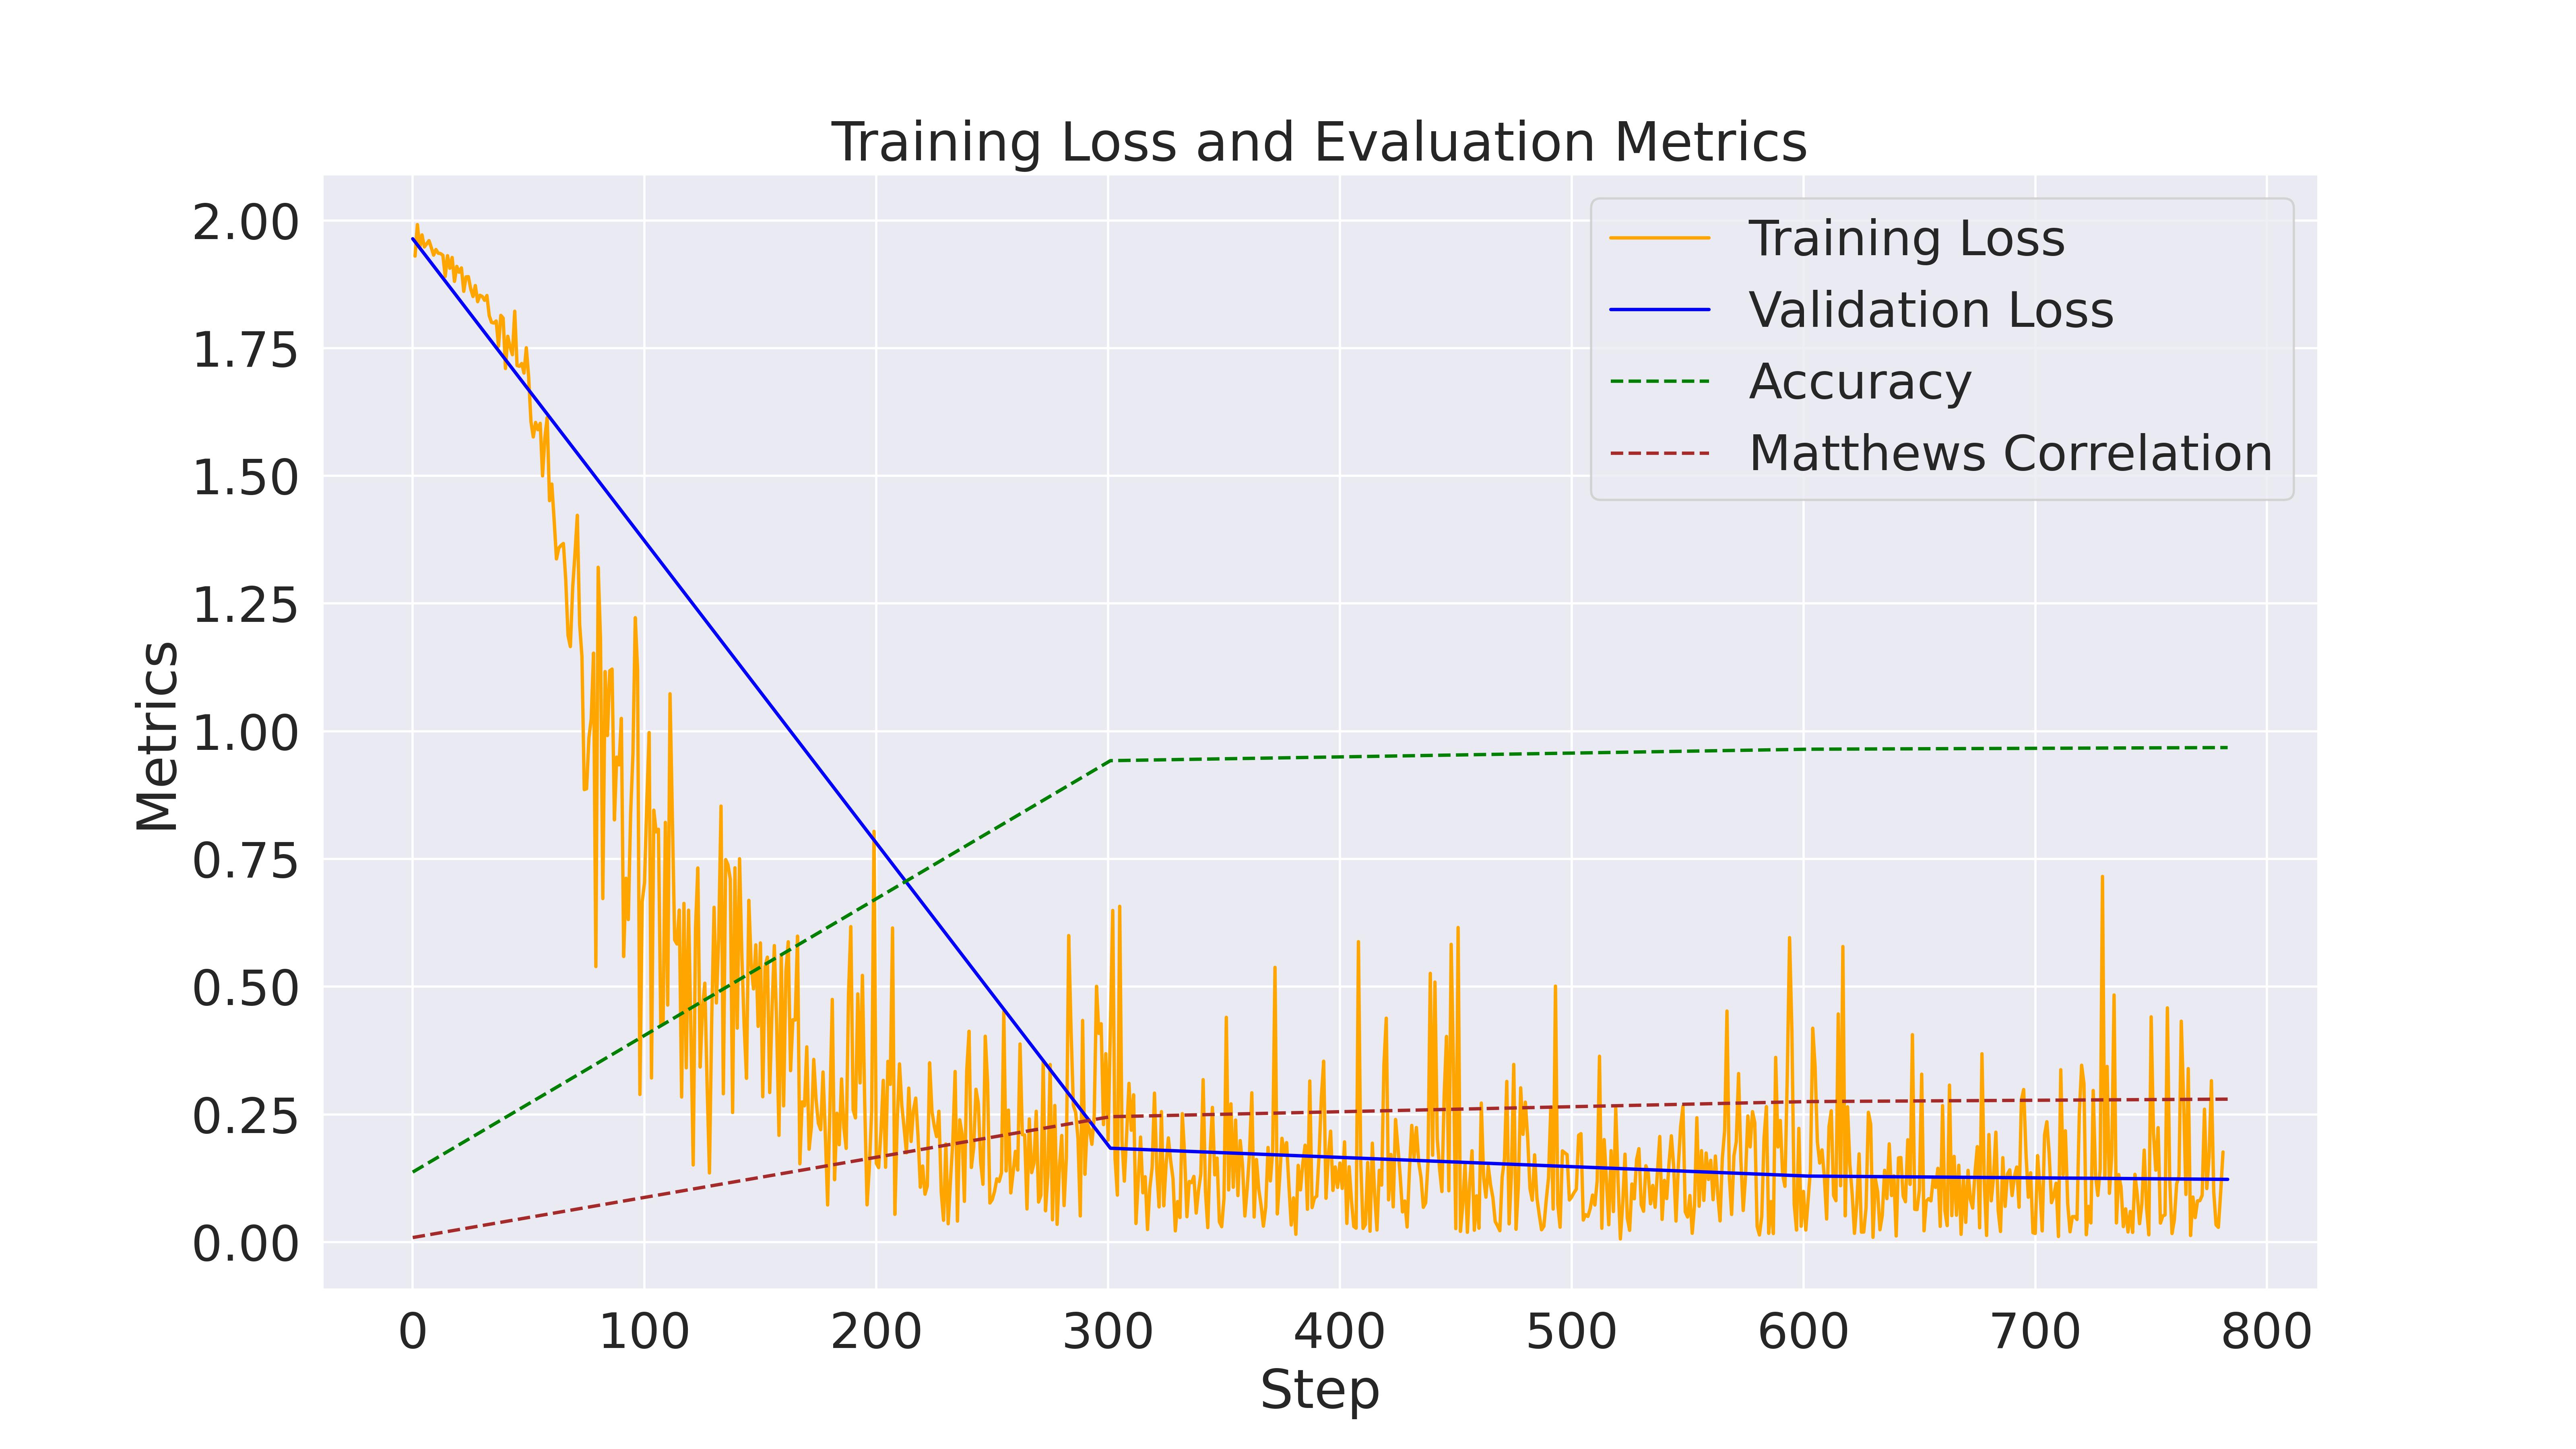 Training Loss and Evaluation Metrics
Training Loss
Validation Loss
Accuracy
Matthews Correlation
Metrics
2.00
1.75
1.50
1.25
1.00
0.75
0.50
0.25
0.00
0 100 200 300 400 500 600 700 800
Step